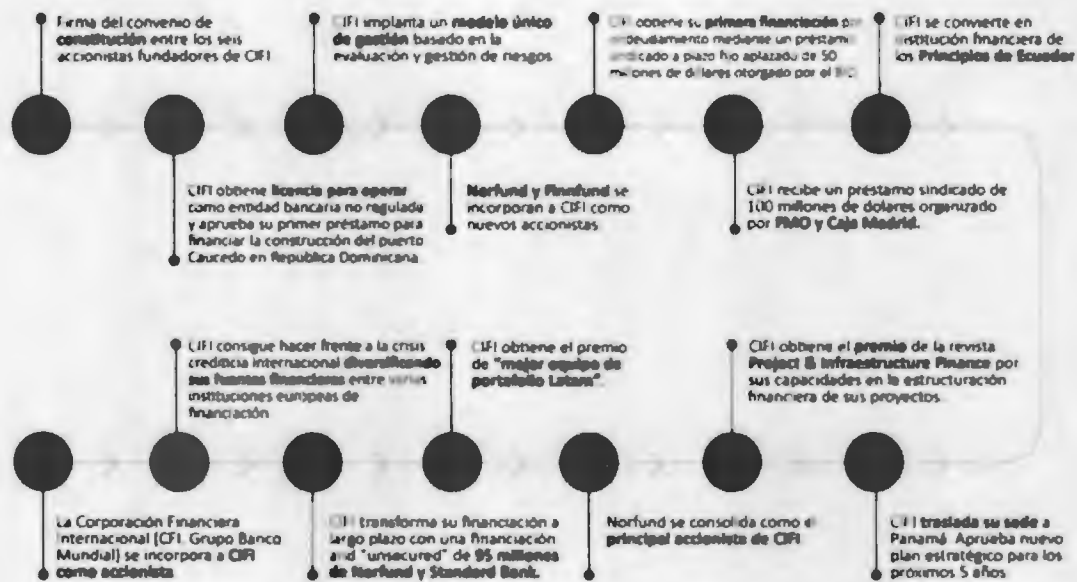 Firma del convenio de
constitución entre los seis
accionistas fundadores de CIFI
CIFI obtiene licencia para operar
como entidad bancaria no regulada
y aprueba su primer préstamo para
financiar la construcción del puerto
Caucedo en Republica Dominicana
CIFI implanta un modelo único
de gestión basado en la
evaluación y gestión de riesgos
Norfund y Finnfund se
incorporan a CIFI como
nuevos accionistas
CIFI obtiene su primera financiación por
endeudamiento mediante un préstamo
sindicado a plazo fijo aplazado de 50
millones de dólares otorgado por el BID
CIFI recibe un préstamo sindicado de
100 millones de dolares organizado
por FMO y Caja Madrid.
CIFI se convierte en
institución financiera de
los Principios de Ecuador
La Corporación Financiera
Internacional (CFI, Grupo Banco
Mundial) se incorpora a CIFI
como accionista
CIFI consigue hacer frente a la crisis
crediticia internacional diversificando
sus fuentes financieras entre varias
instituciones europeas de
financiación
CIFI transforma su financiación a
largo plazo con una financiación
"unsecured" de 95 millones
de Norfund y Standard Bank.
CIFI obtiene el premio
de "mejor equipo de
portafolio Latam".
Norfund se consolida como el
principal accionista de CIFI
CIFI obtiene el premio de la revista
Project & Infraestructure Finance por
sus capacidades en la estructuración
financiera de sus proyectos
CIFI traslada su sede a
Panamá. Aprueba nuevo
plan estratégico para los
próximos 5 años